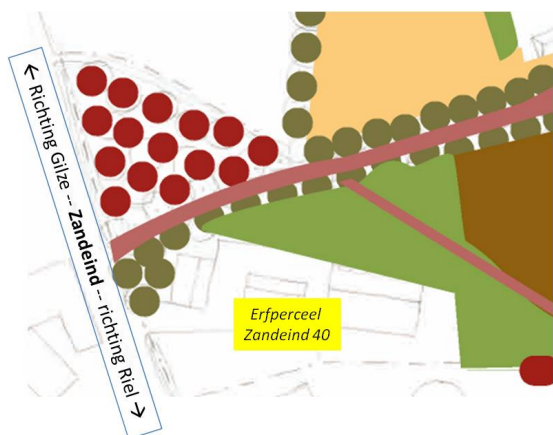 ← Richting Gilze -- Zandeind -- richting Riel →
Erfperceel
Zandeind 40